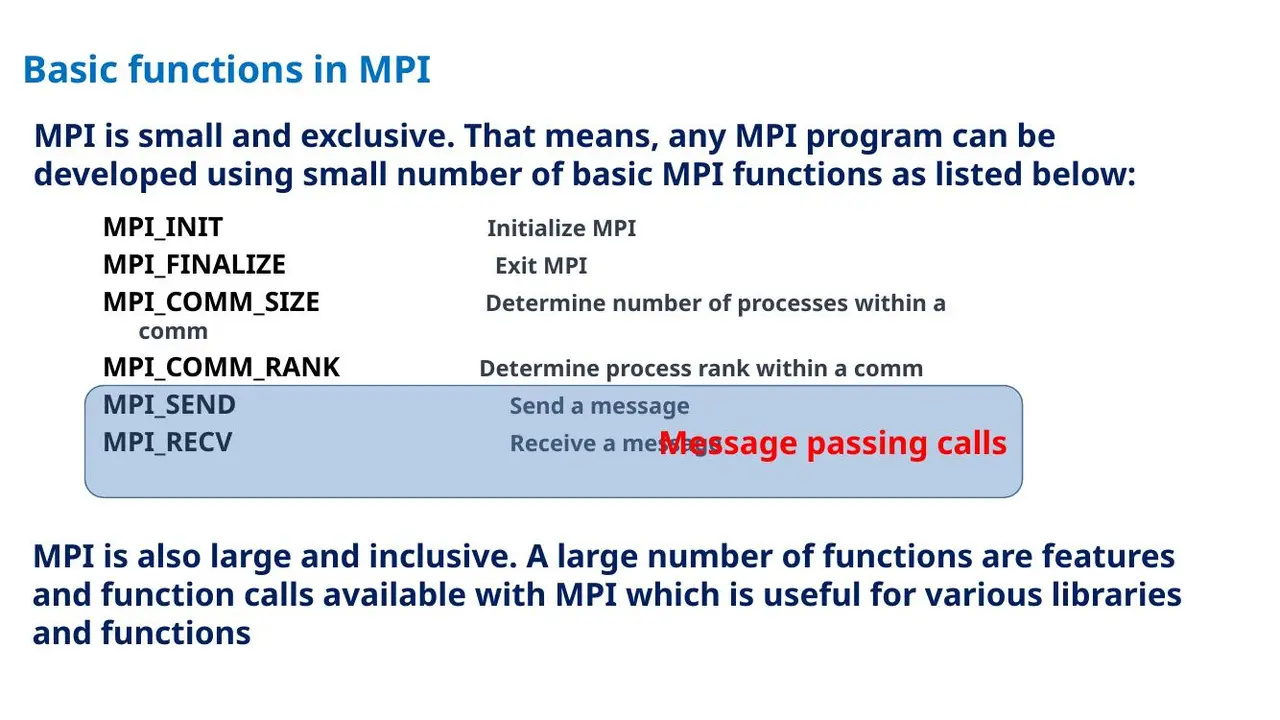 Basic functions in MPI
MPI is small and exclusive. That means, any MPI program can be
developed using small number of basic MPI functions as listed below:
MPI_INIT Initialize MPI
MPI_FINALIZE Exit MPI
MPI_COMM_SIZE Determine number of processes within a
comm
MPI_COMM_RANK Determine process rank within a comm
MPI_SEND Send a message
MPI_RECV Receive a message
Message passing calls
MPI is also large and inclusive. A large number of functions are features
and function calls available with MPI which is useful for various libraries
and functions